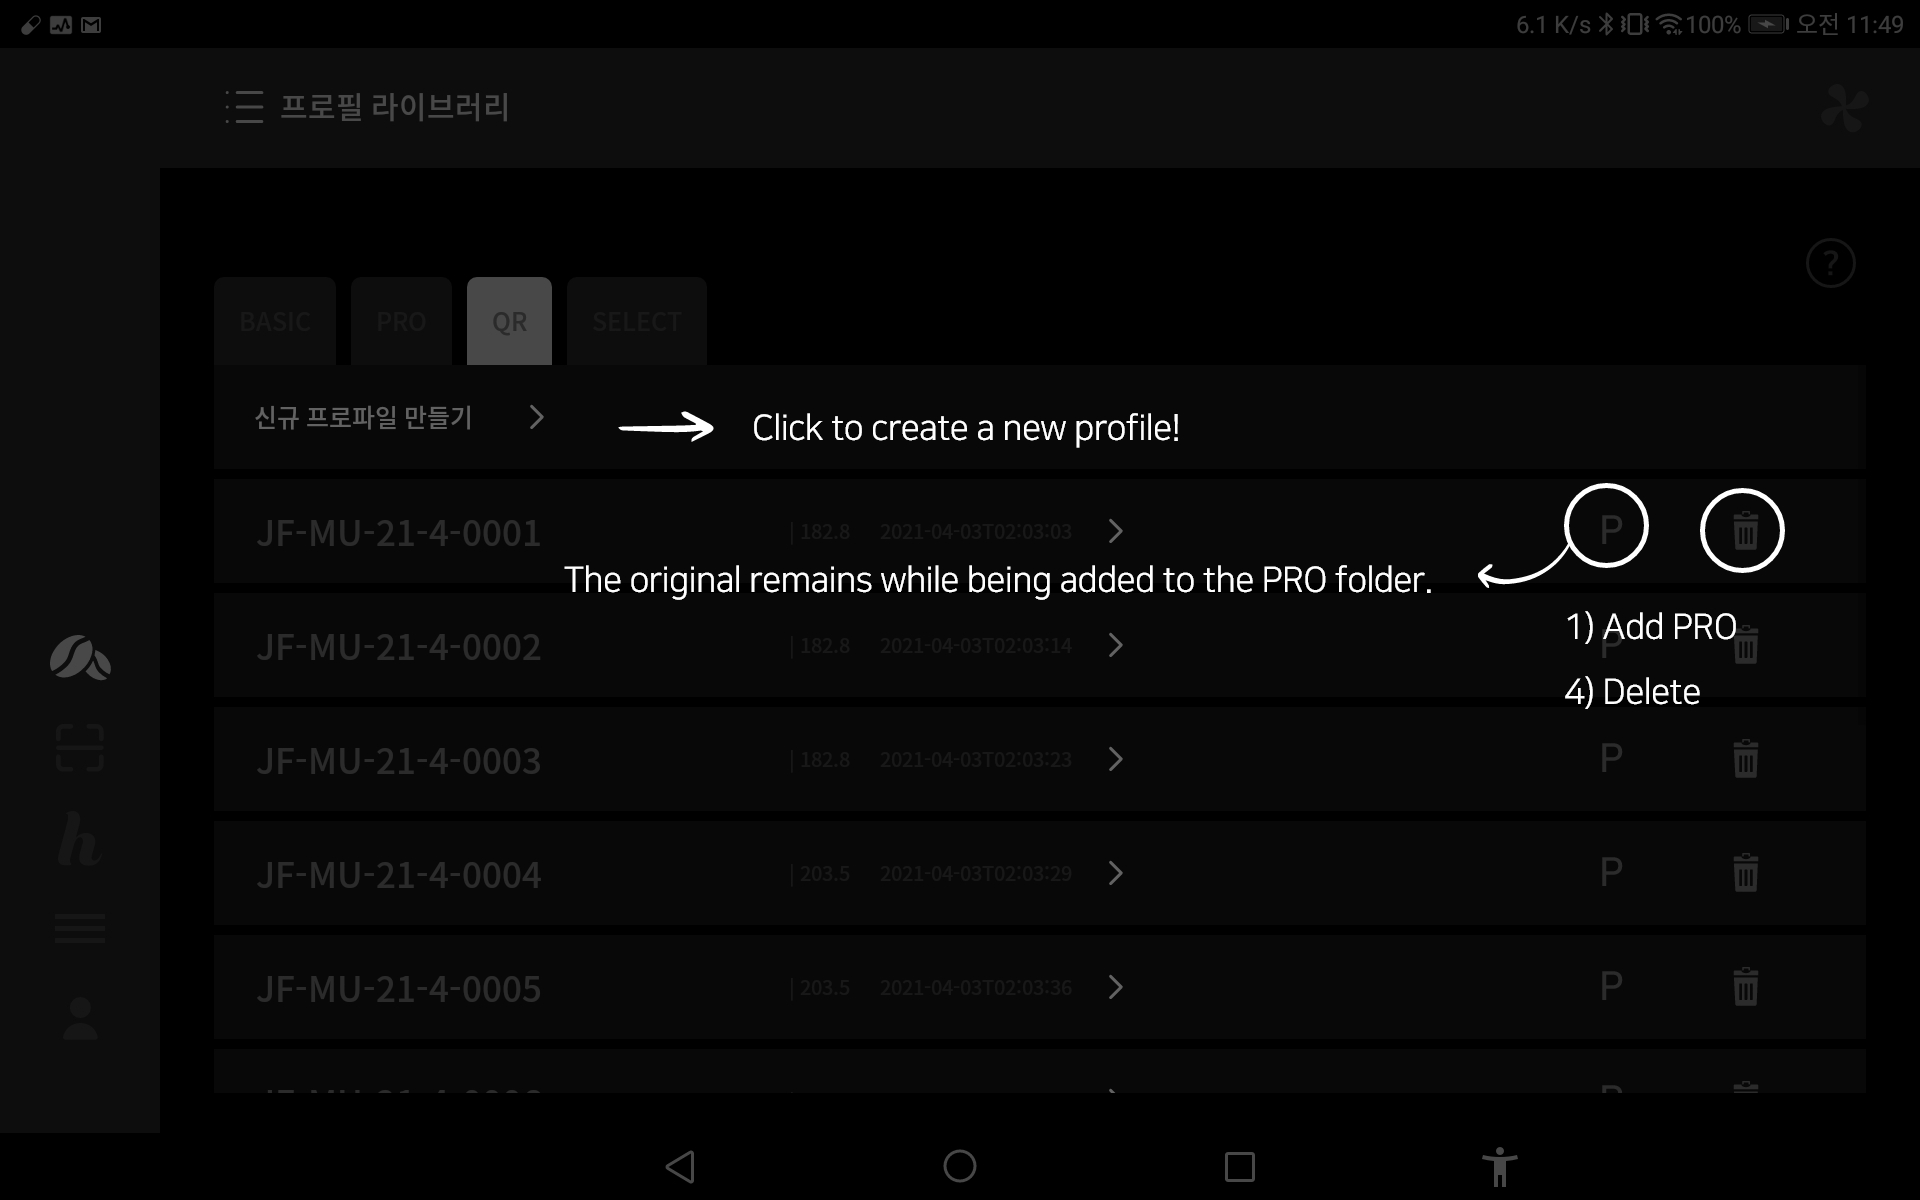 6.1 K/s 100% 오전 11:49
프로필 라이브러리
?
BASIC PRO QR SELECT
신규 프로파일 만들기
Click to create a new profile!
JF-MU-21-4-0001 | 182.8 2021-04-03T02:03:03 P
The original remains while being added to the PRO folder.
1) Add PRO
JF-MU-21-4-0002 | 182.8 2021-04-03T02:03:14 P
4) Delete
JF-MU-21-4-0003 | 182.8 2021-04-03T02:03:23 P
JF-MU-21-4-0004 | 203.5 2021-04-03T02:03:29 P
h
JF-MU-21-4-0005 | 203.5 2021-04-03T02:03:36 P